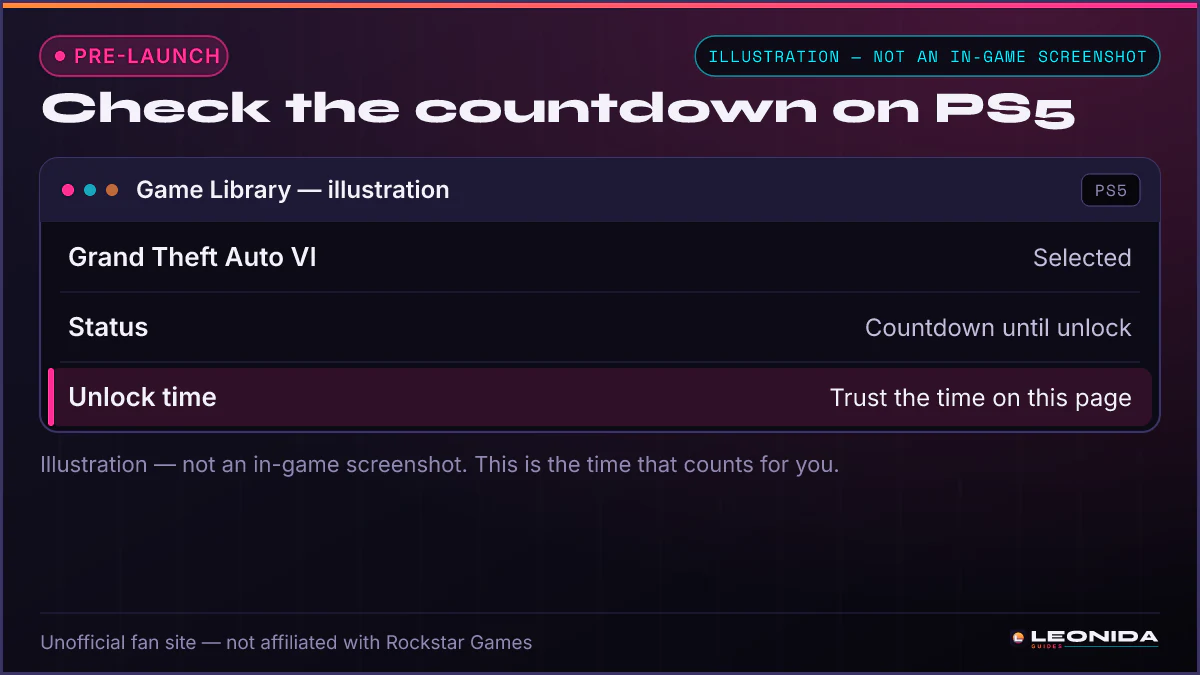 PRE-LAUNCH
ILLUSTRATION — NOT AN IN-GAME SCREENSHOT
Check the countdown on PS5
Game Library — illustration
PS5
Grand Theft Auto VI
Selected
Status
Countdown until unlock
Unlock time
Trust the time on this page
Illustration — not an in-game screenshot. This is the time that counts for you.
Unofficial fan site — not affiliated with Rockstar Games
LEONIDA
GUIDES